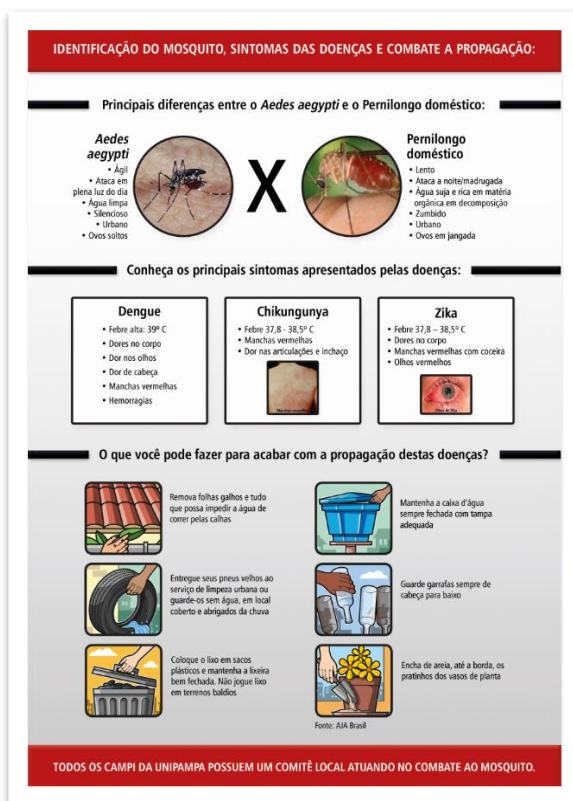 IDENTIFICAÇÃO DO MOSQUITO, SINTOMAS DAS DOENÇAS E COMBATE A PROPAGAÇÃO:
Principais diferenças entre o Aedes aegypti e o Pernilongo doméstico:
Aedes
aegypti
• Ágil
• Ataca em
plena luz do dia
• Água limpa
• Silencioso
• Urbano
• Ovos soltos
X
Pernilongo
doméstico
• Lento
• Ataca a noite/madrugada
• Água suja e rica em matéria
orgânica em decomposição
• Zumbido
• Urbano
• Ovos em jangada
Conheça os principais sintomas apresentados pelas doenças:
Dengue
• Febre alta: 39º C
• Dores no corpo
• Dor nos olhos
• Dor de cabeça
• Manchas vermelhas
• Hemorragias
Chikungunya
• Febre 37,8 - 38,5º C
• Manchas vermelhas
• Dor nas articulações e inchaço
Manchas vermelhas
Zika
• Febre 37,8 – 38,5º C
• Dores no corpo
• Manchas vermelhas com coceira
• Olhos vermelhos
O que você pode fazer para acabar com a propagação destas doenças?
Remova folhas galhos e tudo
que possa impedir a água de
correr pelas calhas
Mantenha a caixa d'água
sempre fechada com tampa
adequada
Entregue seus pneus velhos ao
serviço de limpeza urbana ou
guarde-os sem água, em local
coberto e abrigados da chuva
Guarde garrafas sempre de
cabeça para baixo
Coloque o lixo em sacos
plásticos e mantenha a lixeira
bem fechada. Não jogue lixo
em terrenos baldios
Encha de areia, até a borda, os
pratinhos dos vasos de planta
Fonte: AJA Brasil
TODOS OS CAMPI DA UNIPAMPA POSSUEM UM COMITÊ LOCAL ATUANDO NO COMBATE AO MOSQUITO.